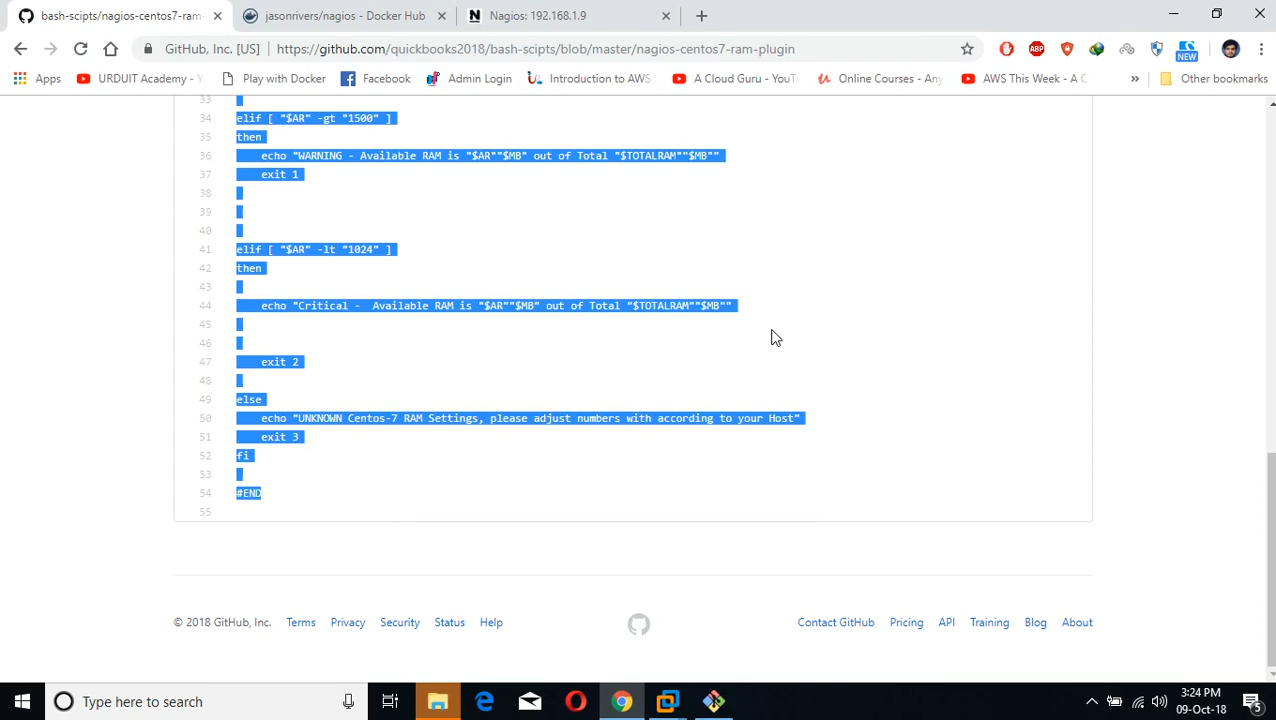 bash-scipts/nagios-centos7-ram-
jasonrivers/nagios - Docker Hub
Nagios: 192.168.1.9
GitHub, Inc. [US]
https://github.com/quickbooks2018/bash-scipts/blob/master/nagios-centos7-ram-plugin
ABP
NEW
Apps
URDUIT Academy - Y
Play with Docker
Facebook
Admin Login
Introduction to AWS
A Cloud Guru - YouTu
Online Courses - Any
AWS This Week - A C
»
Other bookmarks
33
34 elif [ "$AR" -gt "1500" ]
35 then
36 echo "WARNING - Available RAM is "$AR""$MB" out of Total "$TOTALRAM""$MB""
37 exit 1
38
39
40
41 elif [ "$AR" -lt "1024" ]
42 then
43
44 echo "Critical -  Available RAM is "$AR""$MB" out of Total "$TOTALRAM""$MB""
45
46
47 exit 2
48
49 else
50 echo "UNKNOWN Centos-7 RAM Settings, please adjust numbers with according to your Host"
51 exit 3
52 fi
53
54 #END
55
© 2018 GitHub, Inc. Terms Privacy Security Status Help
Contact GitHub Pricing API Training Blog About
Type here to search
3:24 PM
09-Oct-18
5